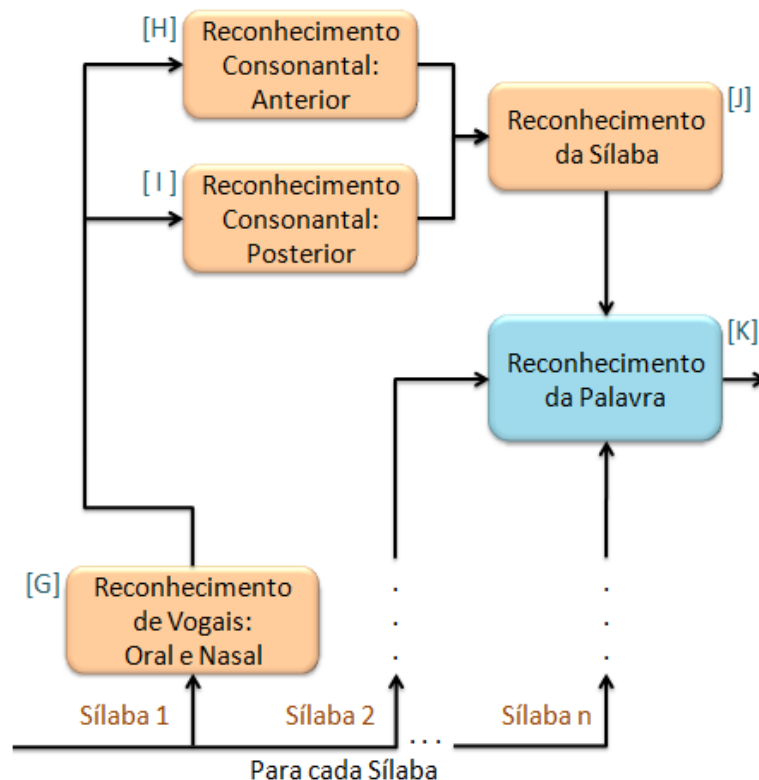 [H]
Reconhecimento
Consonantal:
Anterior
[J]
Reconhecimento
da Sílaba
[ I ]
Reconhecimento
Consonantal:
Posterior
[K]
Reconhecimento
da Palavra
[G]
Reconhecimento
de Vogais:
Oral e Nasal
Sílaba 1
Sílaba 2
...
Sílaba n
Para cada Sílaba